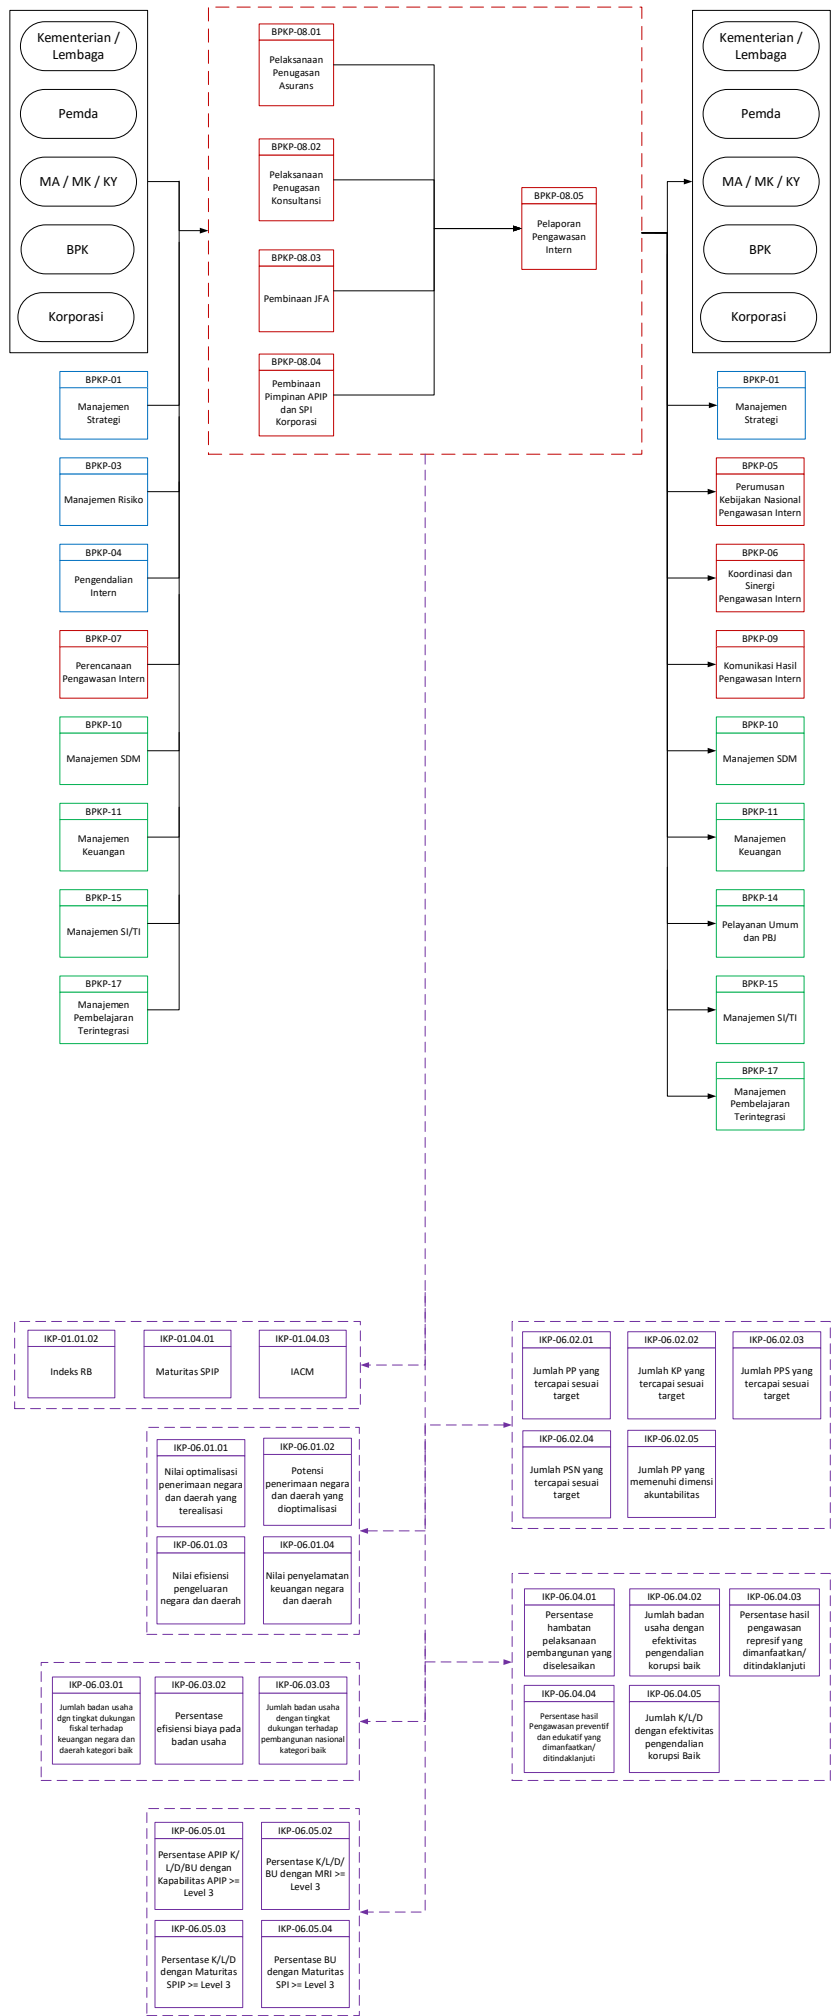 Kementerian /
Lembaga
Pemda
MA / MK / KY
BPK
Korporasi
BPKP-01
Manajemen
Strategi
BPKP-03
Manajemen Risiko
BPKP-04
Pengendalian
Intern
BPKP-07
Perencanaan
Pengawasan Intern
BPKP-10
Manajemen SDM
BPKP-11
Manajemen
Keuangan
BPKP-15
Manajemen SI/TI
BPKP-17
Manajemen
Pembelajaran
Terintegrasi
BPKP-08.01
Pelaksanaan
Penugasan
Asurans
BPKP-08.02
Pelaksanaan
Penugasan
Konsultansi
BPKP-08.03
Pembinaan JFA
BPKP-08.04
Pembinaan
Pimpinan APIP
dan SPI
Korporasi
BPKP-08.05
Pelaporan
Pengawasan
Intern
Kementerian /
Lembaga
Pemda
MA / MK / KY
BPK
Korporasi
BPKP-01
Manajemen
Strategi
BPKP-05
Perumusan
Kebijakan Nasional
Pengawasan Intern
BPKP-06
Koordinasi dan
Sinergi
Pengawasan Intern
BPKP-09
Komunikasi Hasil
Pengawasan Intern
BPKP-10
Manajemen SDM
BPKP-11
Manajemen
Keuangan
BPKP-14
Pelayanan Umum
dan PBJ
BPKP-15
Manajemen SI/TI
BPKP-17
Manajemen
Pembelajaran
Terintegrasi
IKP-01.01.02
Indeks RB
IKP-01.04.01
Maturitas SPIP
IKP-01.04.03
IACM
IKP-06.02.01
Jumlah PP yang
tercapai sesuai
target
IKP-06.02.02
Jumlah KP yang
tercapai sesuai
target
IKP-06.02.03
Jumlah PPS yang
tercapai sesuai
target
IKP-06.02.04
Jumlah PSN yang
tercapai sesuai
target
IKP-06.02.05
Jumlah PP yang
memenuhi dimensi
akuntabilitas
IKP-06.01.01
Nilai optimalisasi
penerimaan negara
dan daerah yang
terealisasi
IKP-06.01.02
Potensi
penerimaan negara
dan daerah yang
dioptimalisasi
IKP-06.01.03
Nilai efisiensi
pengeluaran
negara dan daerah
IKP-06.01.04
Nilai penyelamatan
keuangan negara
dan daerah
IKP-06.04.01
Persentase
hambatan
pelaksanaan
pembangunan yang
diselesaikan
IKP-06.04.02
Jumlah badan
usaha dengan
efektivitas
pengendalian
korupsi baik
IKP-06.04.03
Persentase hasil
pengawasan
represif yang
dimanfaatkan/
ditindaklanjuti
IKP-06.04.04
Persentase hasil
Pengawasan preventif
dan edukatif yang
dimanfaatkan/
ditindaklanjuti
IKP-06.04.05
Jumlah K/L/D
dengan efektivitas
pengendalian
korupsi Baik
IKP-06.03.01
Jumlah badan usaha
dgn tingkat dukungan
fiskal terhadap
keuangan negara dan
daerah kategori baik
IKP-06.03.02
Persentase
efisiensi biaya pada
badan usaha
IKP-06.03.03
Jumlah badan usaha
dengan tingkat
dukungan terhadap
pembangunan nasional
kategori baik
IKP-06.05.01
Persentase APIP K/
L/D/BU dengan
Kapabilitas APIP >=
Level 3
IKP-06.05.02
Persentase K/L/D/
BU dengan MRI >=
Level 3
IKP-06.05.03
Persentase K/L/D
dengan Maturitas
SPIP >= Level 3
IKP-06.05.04
Persentase BU
dengan Maturitas
SPI >= Level 3